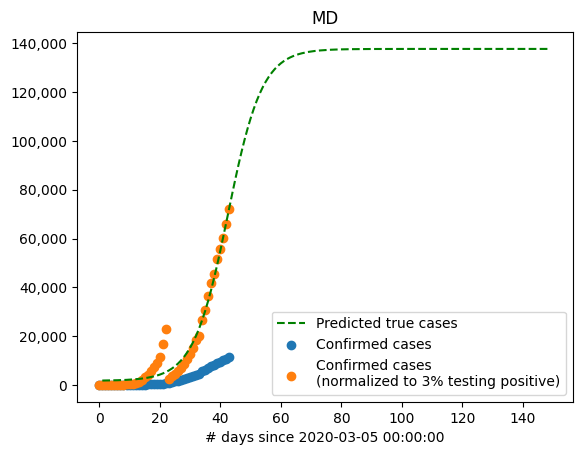 MD
140,000
120,000
100,000
80,000
60,000
40,000
20,000
0
Predicted true cases
Confirmed cases
Confirmed cases
(normalized to 3% testing positive)
0 20 40 60 80 100 120 140
# days since 2020-03-05 00:00:00